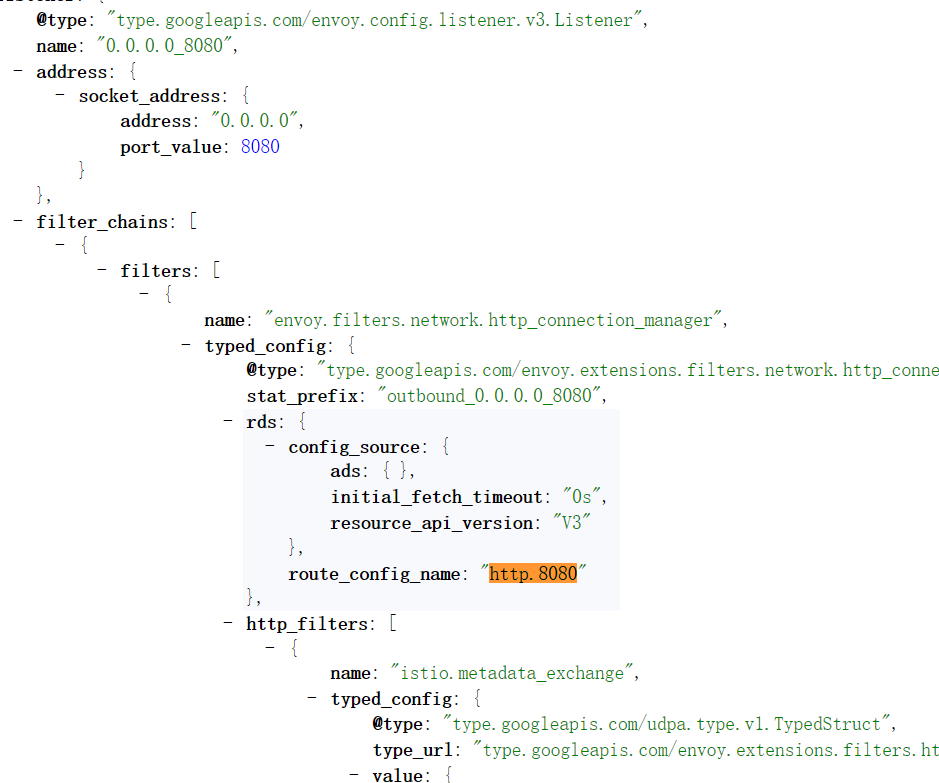 @type: "type.googleapis.com/envoy.config.listener.v3.Listener",
name: "0.0.0.0_8080",
- address: {
- socket_address: {
address: "0.0.0.0",
port_value: 8080
}
},
- filter_chains: [
- {
- filters: [
- {
name: "envoy.filters.network.http_connection_manager",
- typed_config: {
@type: "type.googleapis.com/envoy.extensions.filters.network.http_conne
stat_prefix: "outbound_0.0.0.0_8080",
- rds: {
- config_source: {
ads: { },
initial_fetch_timeout: "0s",
resource_api_version: "V3"
},
route_config_name: "http.8080"
},
- http_filters: [
- {
name: "istio.metadata_exchange",
- typed_config: {
@type: "type.googleapis.com/udpa.type.v1.TypedStruct",
type_url: "type.googleapis.com/envoy.extensions.filters.ht
- value: {